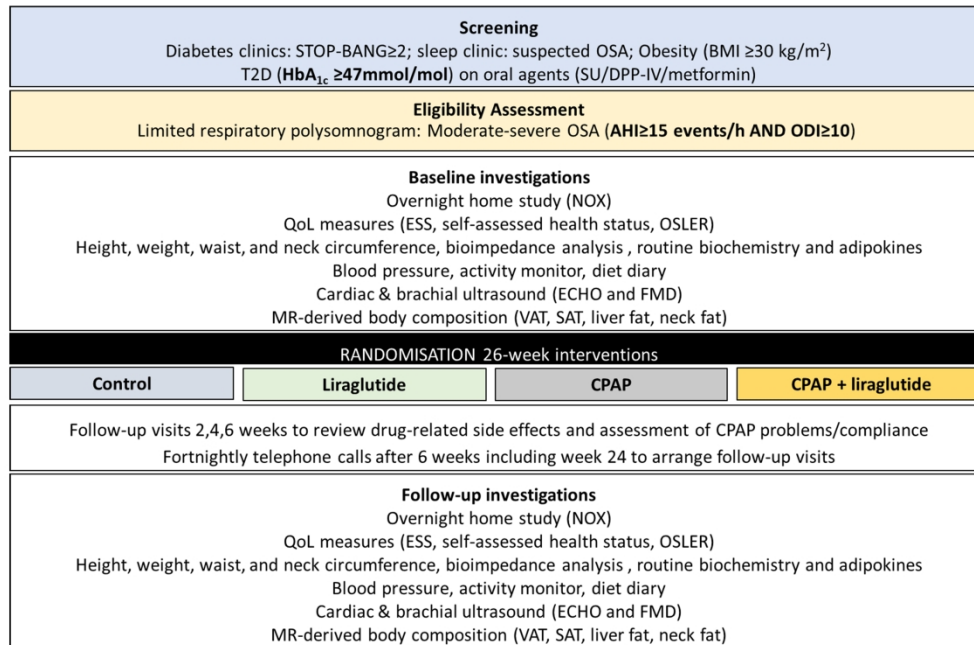 Screening
Diabetes clinics: STOP-BANG≥2; sleep clinic: suspected OSA; Obesity (BMI ≥30 kg/m²)
T2D (HbA₁c ≥47mmol/mol) on oral agents (SU/DPP-IV/metformin)
Eligibility Assessment
Limited respiratory polysomnogram: Moderate-severe OSA (AHI≥15 events/h AND ODI≥10)
Baseline investigations
Overnight home study (NOX)
QoL measures (ESS, self-assessed health status, OSLER)
Height, weight, waist, and neck circumference, bioimpedance analysis , routine biochemistry and adipokines
Blood pressure, activity monitor, diet diary
Cardiac & brachial ultrasound (ECHO and FMD)
MR-derived body composition (VAT, SAT, liver fat, neck fat)
RANDOMISATION 26-week interventions
Control Liraglutide CPAP CPAP + liraglutide
Follow-up visits 2,4,6 weeks to review drug-related side effects and assessment of CPAP problems/compliance
Fortnightly telephone calls after 6 weeks including week 24 to arrange follow-up visits
Follow-up investigations
Overnight home study (NOX)
QoL measures (ESS, self-assessed health status, OSLER)
Height, weight, waist, and neck circumference, bioimpedance analysis , routine biochemistry and adipokines
Blood pressure, activity monitor, diet diary
Cardiac & brachial ultrasound (ECHO and FMD)
MR-derived body composition (VAT, SAT, liver fat, neck fat)